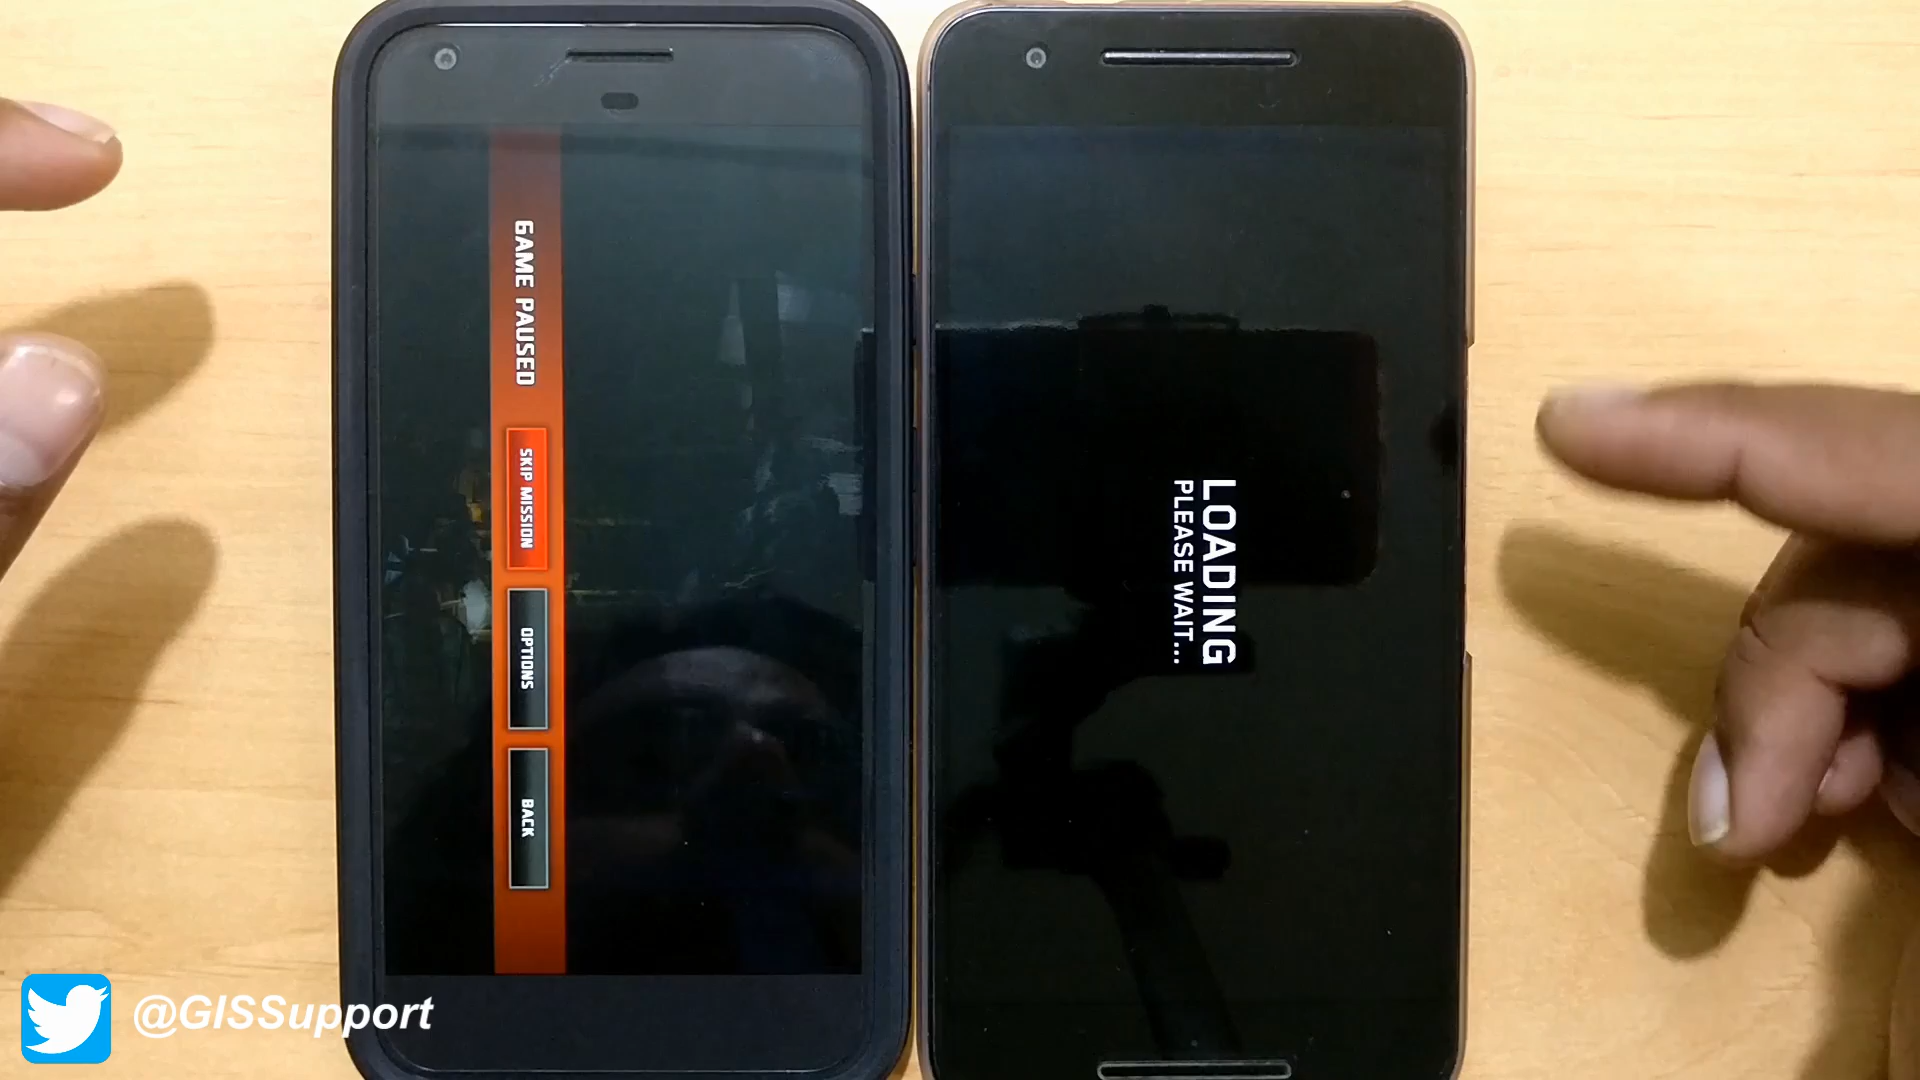 GAME PAUSED
SKIP MISSION
OPTIONS
BACK
LOADING
PLEASE WAIT...
@GISSupport